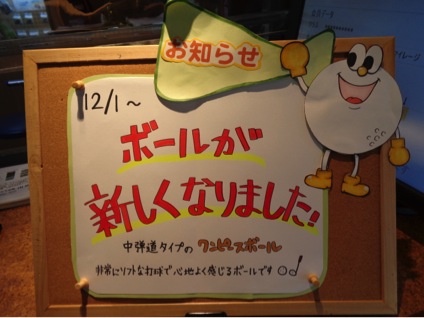 お知らせ
12/1～
ボールが
新しくなりました!
中弾道タイプの ワンピースボール
非常にソフトな打球で心地よく感じるボールです